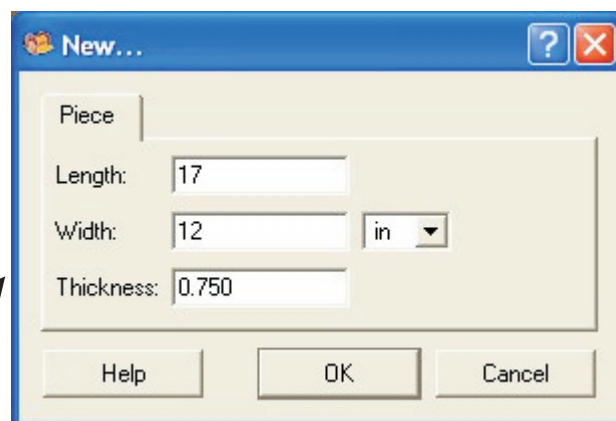 New...
Piece
Length: 17
Width: 12 in
Thickness: 0.750
Help OK Cancel